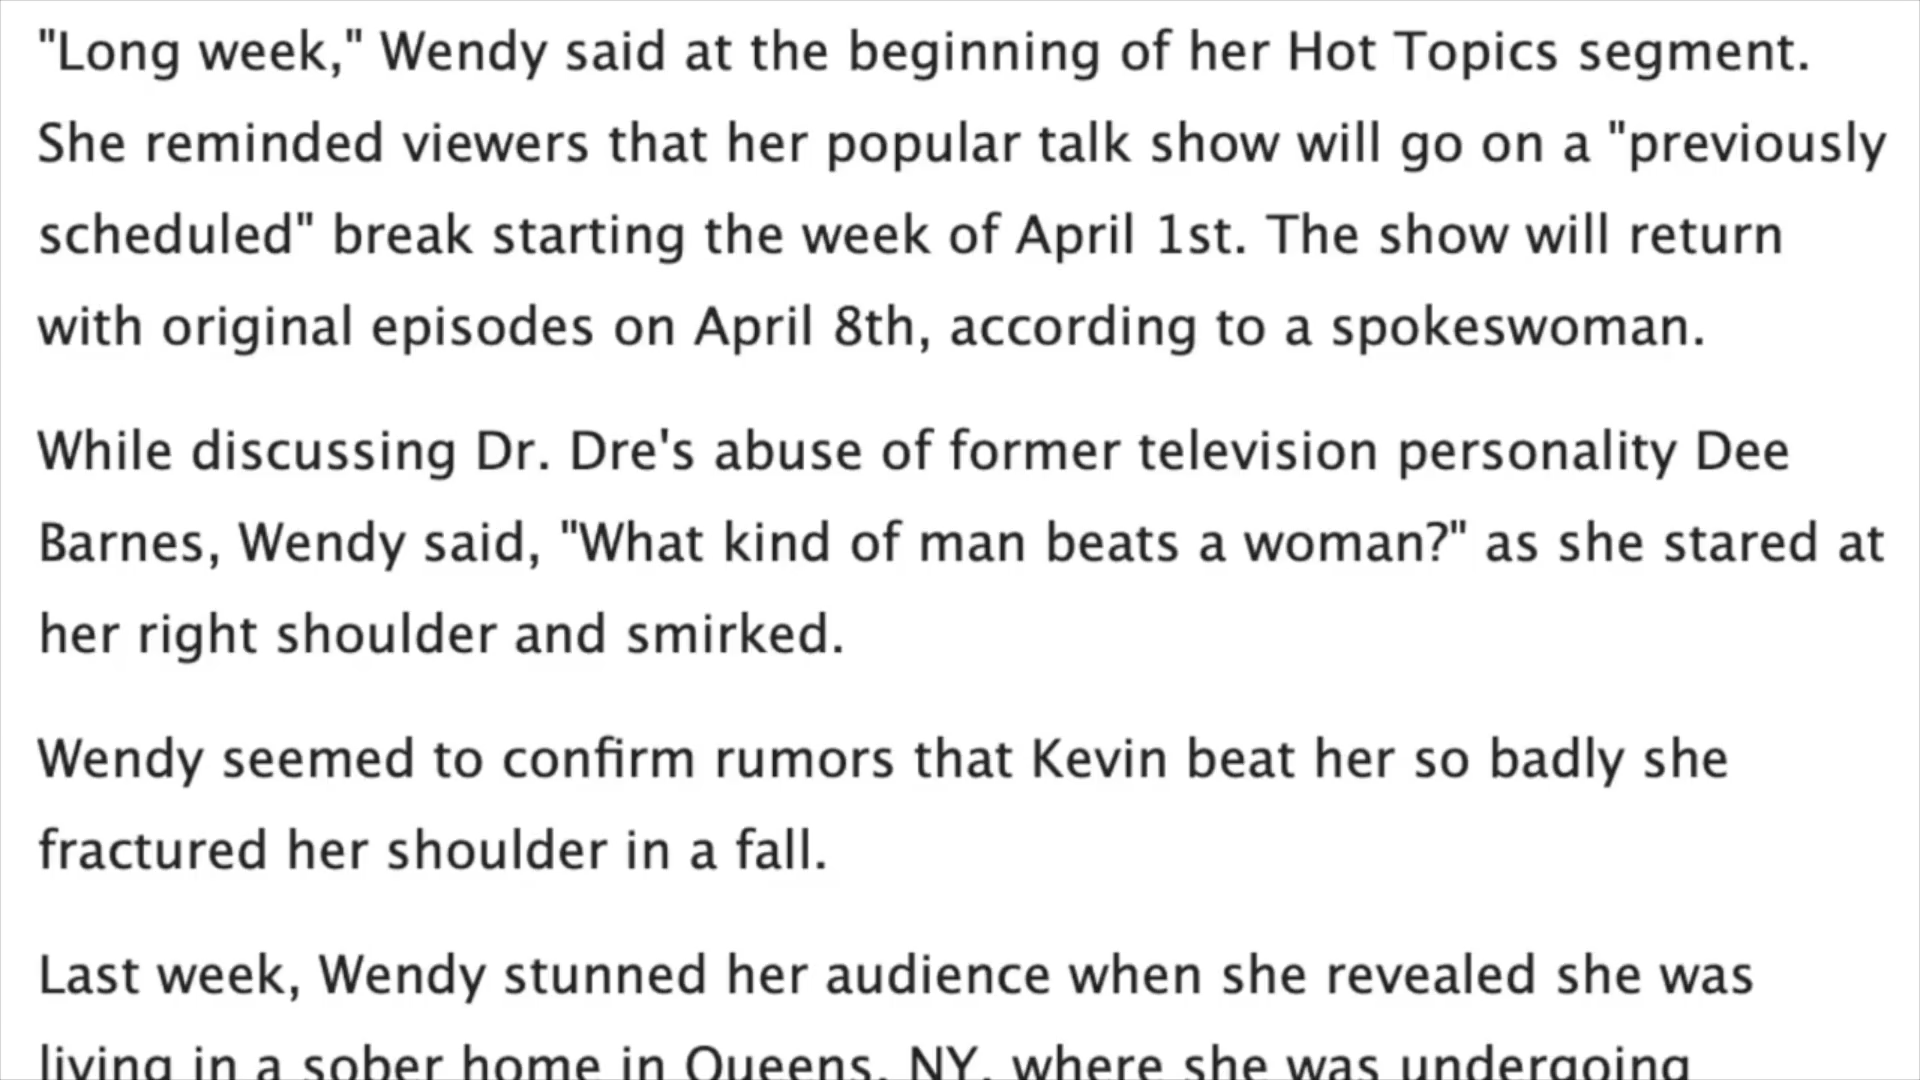 "Long week," Wendy said at the beginning of her Hot Topics segment.
She reminded viewers that her popular talk show will go on a "previously
scheduled" break starting the week of April 1st. The show will return
with original episodes on April 8th, according to a spokeswoman.
While discussing Dr. Dre's abuse of former television personality Dee
Barnes, Wendy said, "What kind of man beats a woman?" as she stared at
her right shoulder and smirked.
Wendy seemed to confirm rumors that Kevin beat her so badly she
fractured her shoulder in a fall.
Last week, Wendy stunned her audience when she revealed she was
living in a sober home in Queens, NY, where she was undergoing